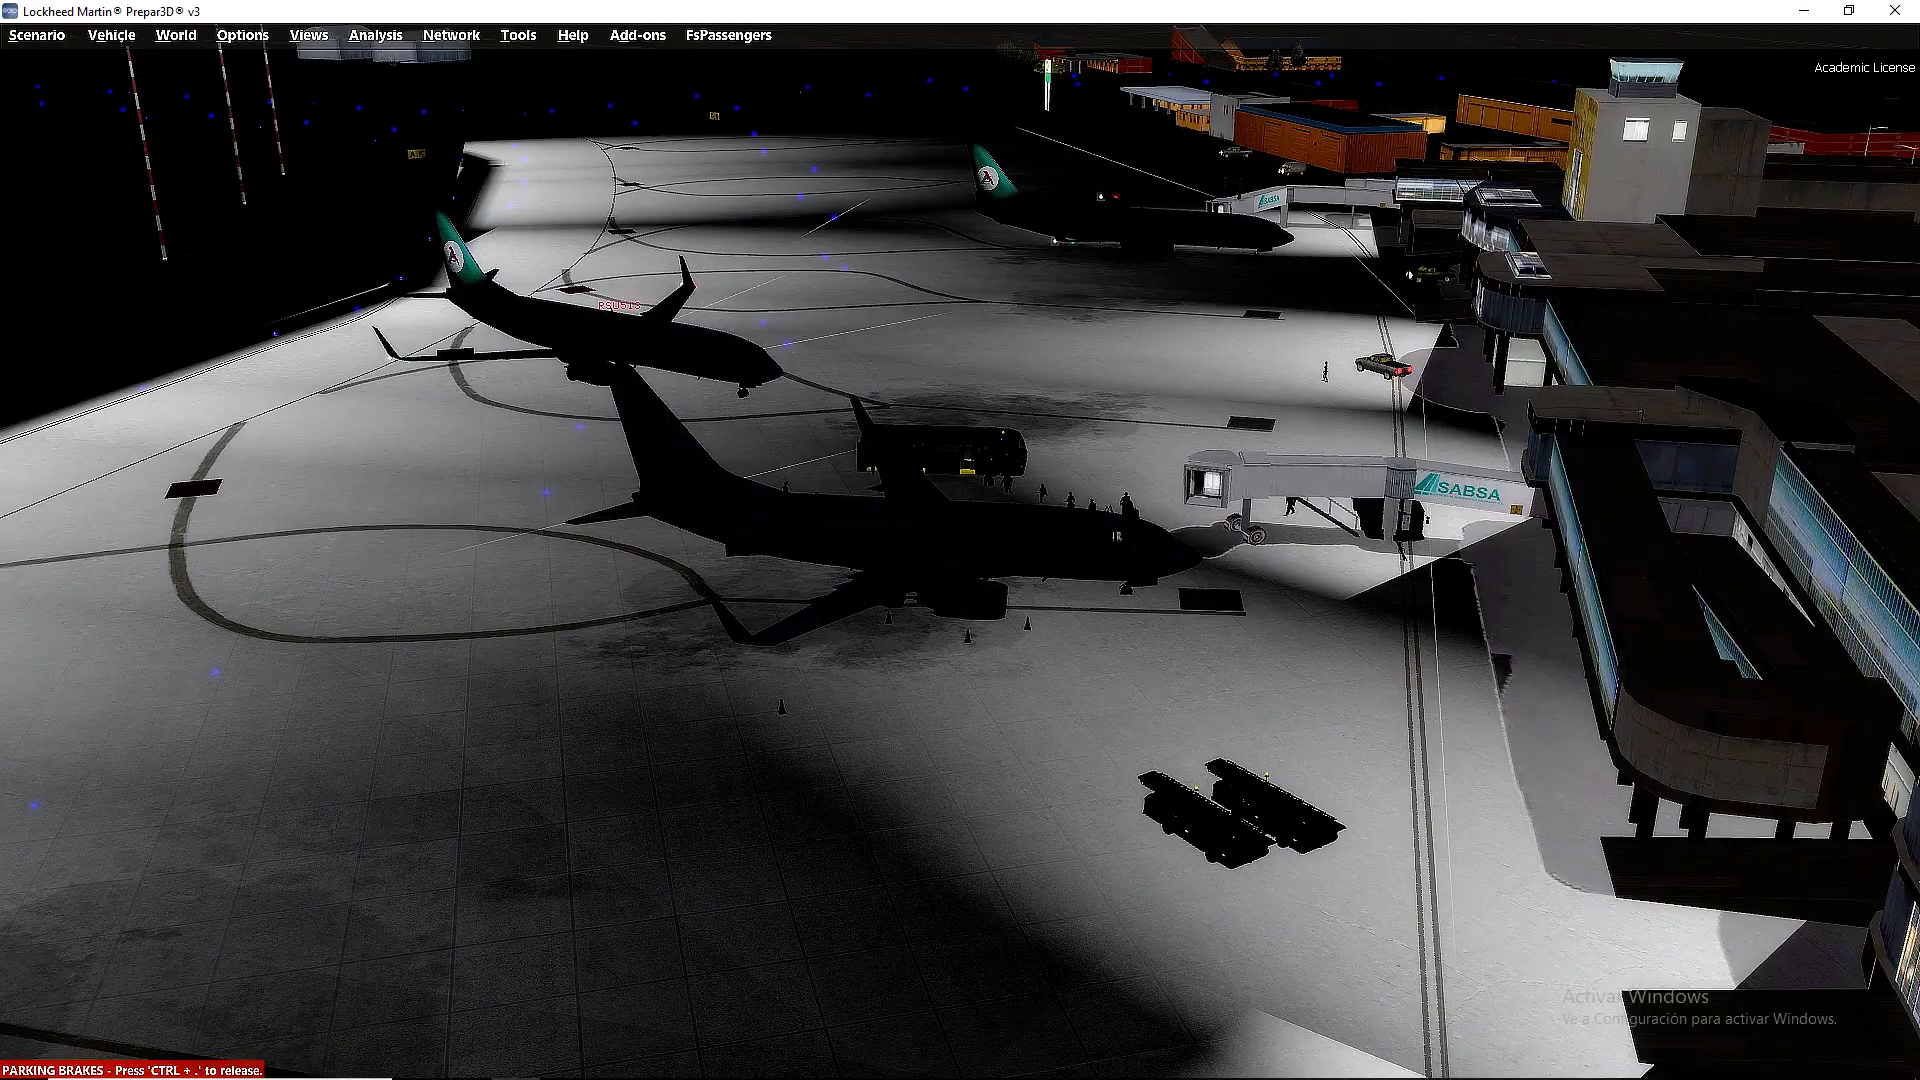 Lockheed Martin® Prepar3D® v3
Scenario Vehicle World Options Views Analysis Network Tools Help Add-ons FsPassengers
Academic License
SABSA
SABSA
Activar Windows
Ve a Configuración para activar Windows.
PARKING BRAKES - Press 'CTRL + .' to release.